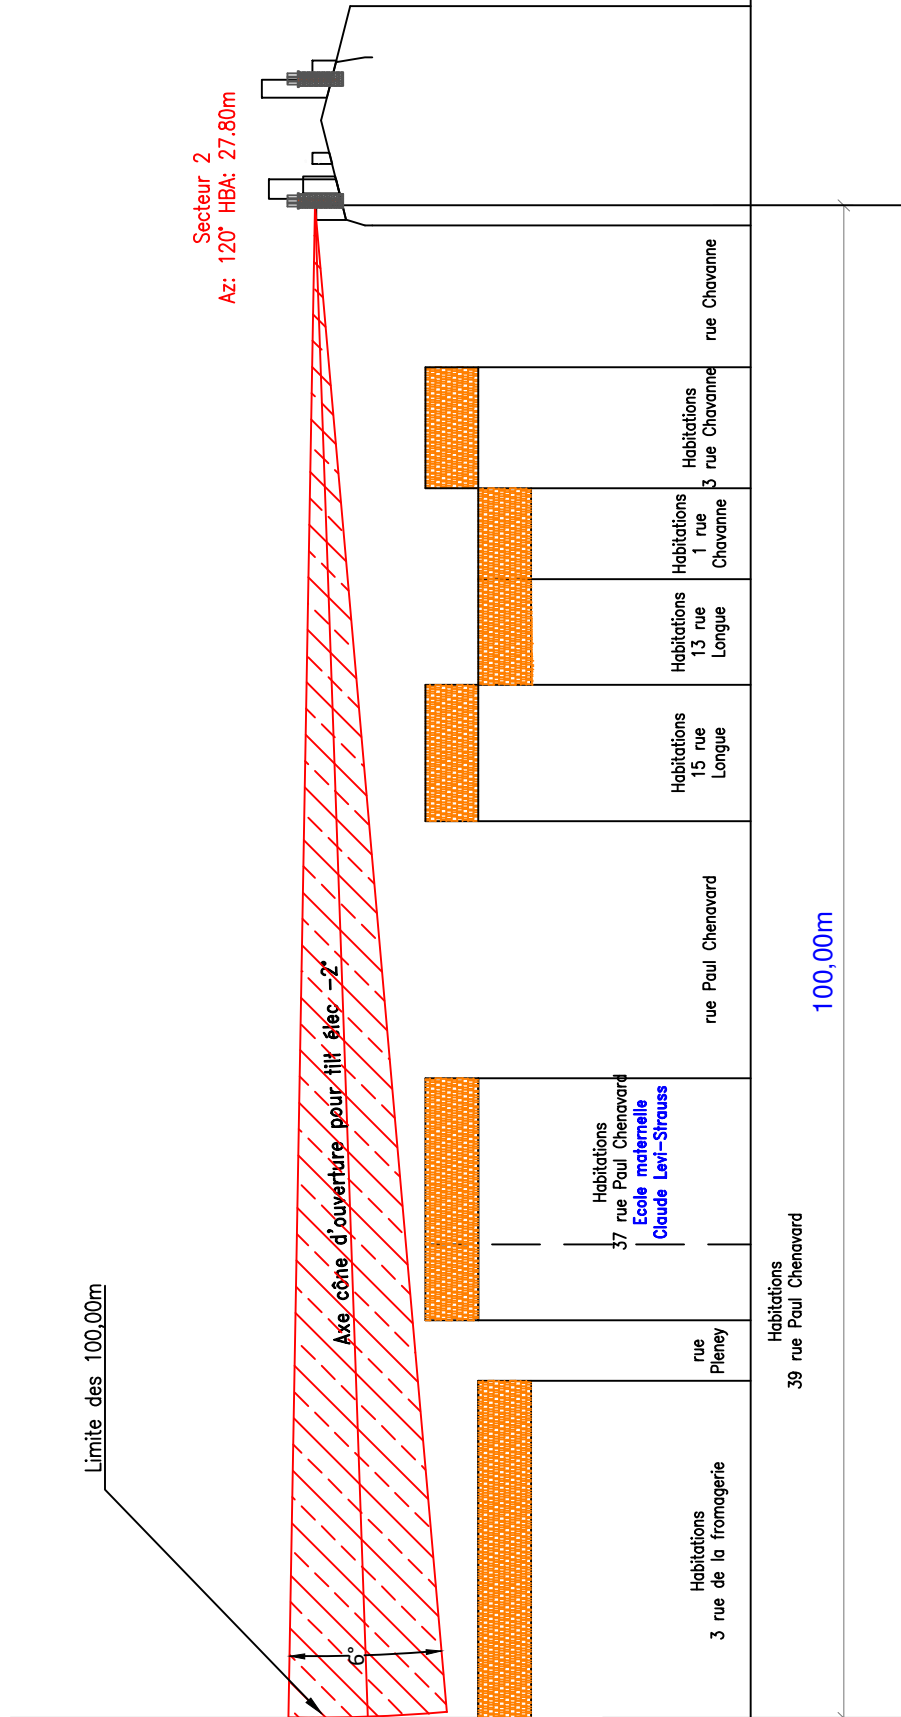 Secteur 2
Az: 120° HBA: 27.80m
rue Chavanne
Habitations
3 rue Chavanne
Habitations
1 rue
Chavanne
Habitations
13 rue
Longue
Habitations
15 rue
Longue
rue Paul Chenavard
100,00m
Axe cône d'ouverture pour tilt élec -2°
Habitations
37 rue Paul Chenavard
Ecole maternelle
Claude Levi-Strauss
Habitations
39 rue Paul Chenavard
rue
Pleney
Limite des 100,00m
Habitations
3 rue de la fromagerie
6°